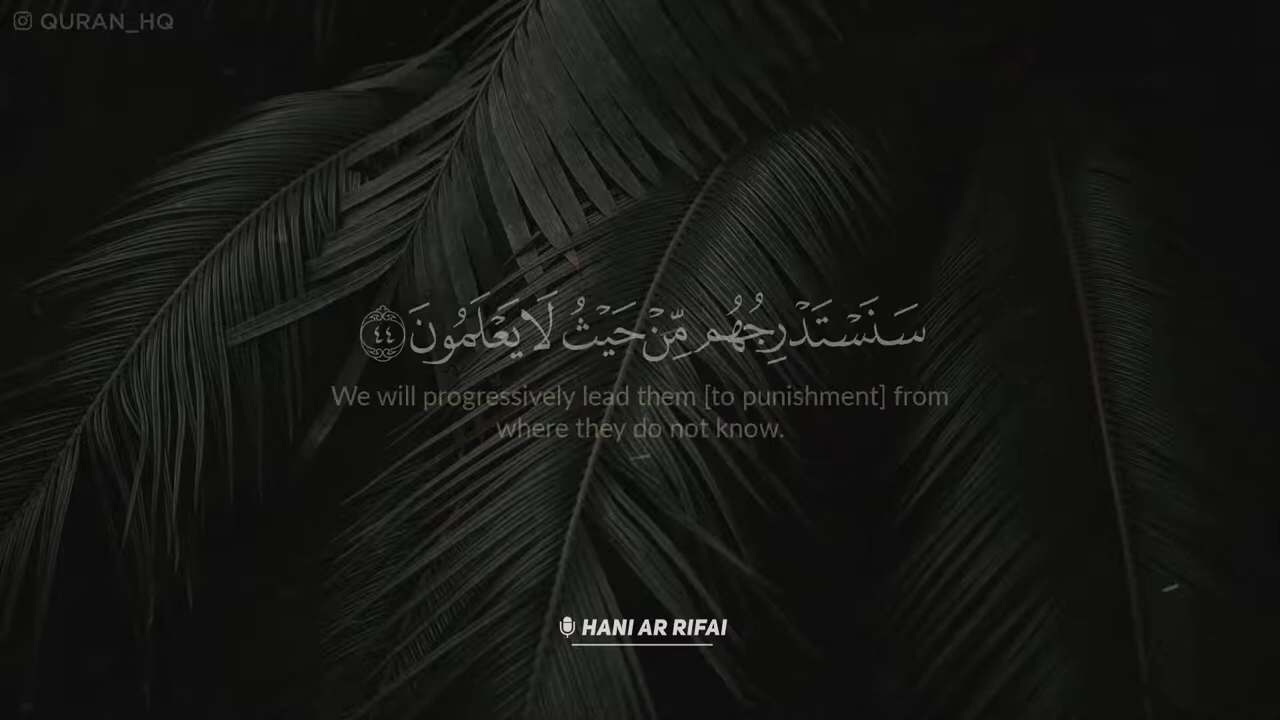 QURAN_HQ
سَنَسْتَدْرِجُهُم مِّنْ حَيْثُ لَا يَعْلَمُونَ ٤٤
We will progressively lead them [to punishment] from
where they do not know.
HANI AR RIFAI